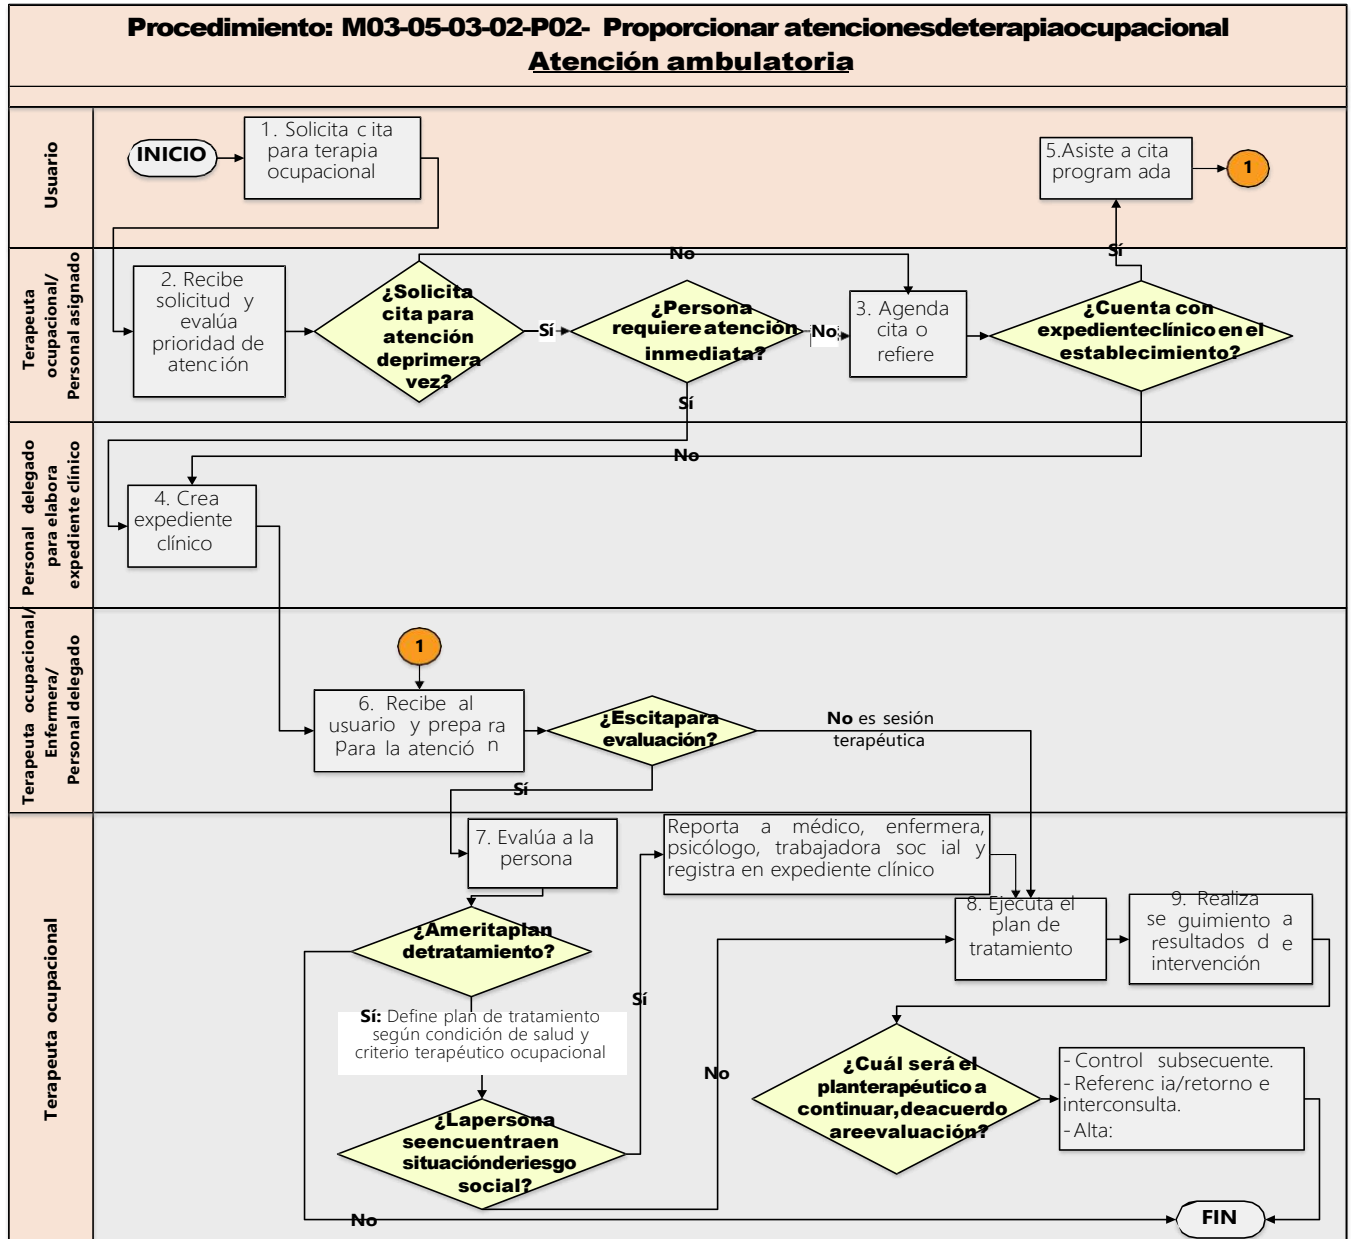 Procedimiento: M03-05-03-02-P02- Proporcionar atencionesdeterapiaocupacional
Atención ambulatoria
Usuario
INICIO
1. Solicita c ita
para terapia
ocupacional
5.Asiste a cita
program ada
1
Sí
Terapeuta
ocupacional/
Personal asignado
2. Recibe
solicitud y
evalúa
prioridad de
atenc ión
¿Solicita
cita para
atención
deprimera
vez?
No
Sí
¿Persona
requiere atención
inmediata?
No
Sí
3. Agenda
cita o
refiere
¿Cuenta con
expedienteclínico en el
establecimiento?
No
Personal delegado
para elabora
expediente clínico
4. Crea
expediente
clínico
Terapeuta ocupacional/
Enfermera/
Personal delegado
1
6. Recibe al
usuario y prepa ra
para la atenció n
¿Escitapara
evaluación?
No es sesión
terapéutica
Sí
Terapeuta ocupacional
7. Evalúa a la
persona
Reporta a médico, enfermera,
psicólogo, trabajadora soc ial y
registra en expediente clínico
¿Ameritaplan
detratamiento?
8. Ejecuta el
plan de
tratamiento
9. Realiza
se guimiento a
resultados d e
intervención
Sí: Define plan de tratamiento
según condición de salud y
criterio terapéutico ocupacional
Sí
No
¿Lapersona
seencuentraen
situaciónderiesgo
social?
¿Cuál será el
planterapéutico a
continuar,deacuerdo
areevaluación?
- Control subsecuente.
- Referenc ia/retorno e
interconsulta.
- Alta:
No
FIN